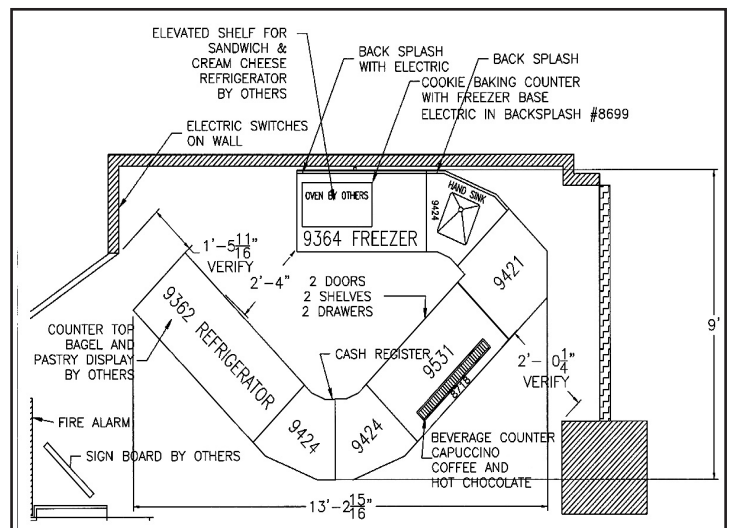 ELEVATED SHELF FOR
SANDWICH &
CREAM CHEESE
REFRIGERATOR
BY OTHERS
BACK SPLASH
WITH ELECTRIC
BACK SPLASH
COOKIE BAKING COUNTER
WITH FREEZER BASE
ELECTRIC IN BACKSPLASH #8699
ELECTRIC SWITCHES
ON WALL
OVEN BY OTHERS
HAND SINK
9424
9364 FREEZER
1'-5 11/16"
VERIFY
2'-4"
2 DOORS
2 SHELVES
2 DRAWERS
9421
9'
9362 REFRIGERATOR
COUNTER TOP
BAGEL AND
PASTRY DISPLAY
BY OTHERS
CASH REGISTER
9531
8218
2'- 0 1/4"
VERIFY
FIRE ALARM
9424
9424
SIGN BOARD BY OTHERS
BEVERAGE COUNTER
CAPUCCINO
COFFEE AND
HOT CHOCOLATE
13'-2 15/16"